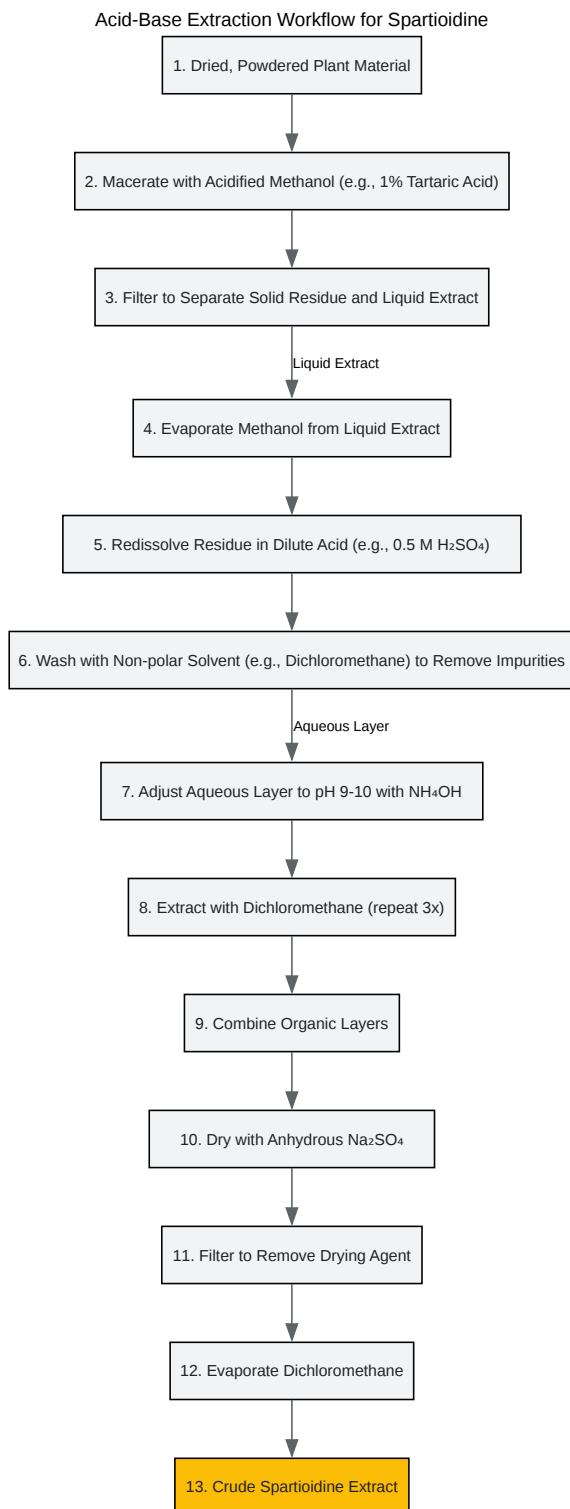 Acid-Base Extraction Workflow for Spartioidine
1. Dried, Powdered Plant Material
2. Macerate with Acidified Methanol (e.g., 1% Tartaric Acid)
3. Filter to Separate Solid Residue and Liquid Extract
Liquid Extract
4. Evaporate Methanol from Liquid Extract
5. Redissolve Residue in Dilute Acid (e.g., 0.5 M H₂SO₄)
6. Wash with Non-polar Solvent (e.g., Dichloromethane) to Remove Impurities
Aqueous Layer
7. Adjust Aqueous Layer to pH 9-10 with NH₄OH
8. Extract with Dichloromethane (repeat 3x)
9. Combine Organic Layers
10. Dry with Anhydrous Na₂SO₄
11. Filter to Remove Drying Agent
12. Evaporate Dichloromethane
13. Crude Spartioidine Extract